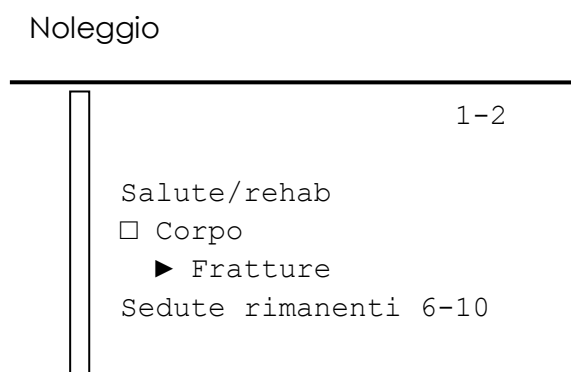 Noleggio
1-2
Salute/rehab
□ Corpo
► Fratture
Sedute rimanenti 6-10